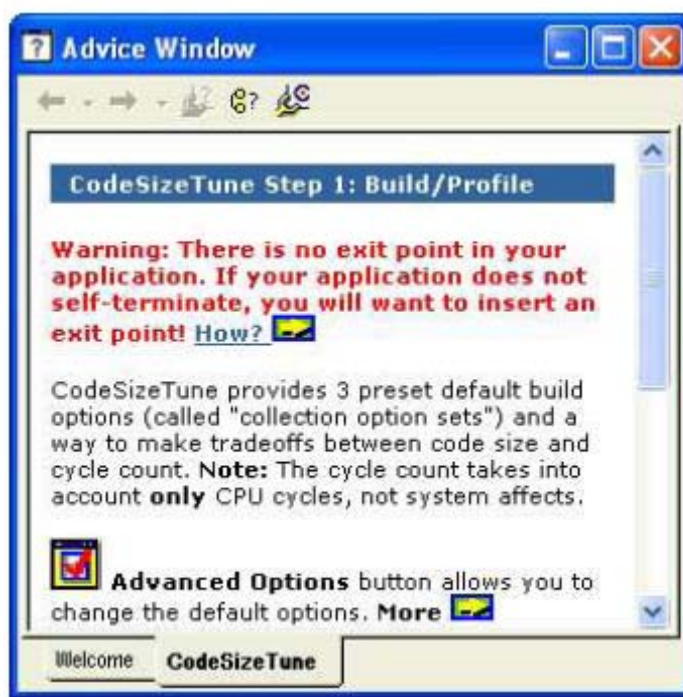 Advice Window
CodeSizeTune Step 1: Build/Profile
Warning: There is no exit point in your
application. If your application does not
self-terminate, you will want to insert an
exit point! How?
CodeSizeTune provides 3 preset default build
options (called "collection option sets") and a
way to make tradeoffs between code size and
cycle count. Note: The cycle count takes into
account only CPU cycles, not system affects.
Advanced Options button allows you to
change the default options. More
Welcome CodeSizeTune